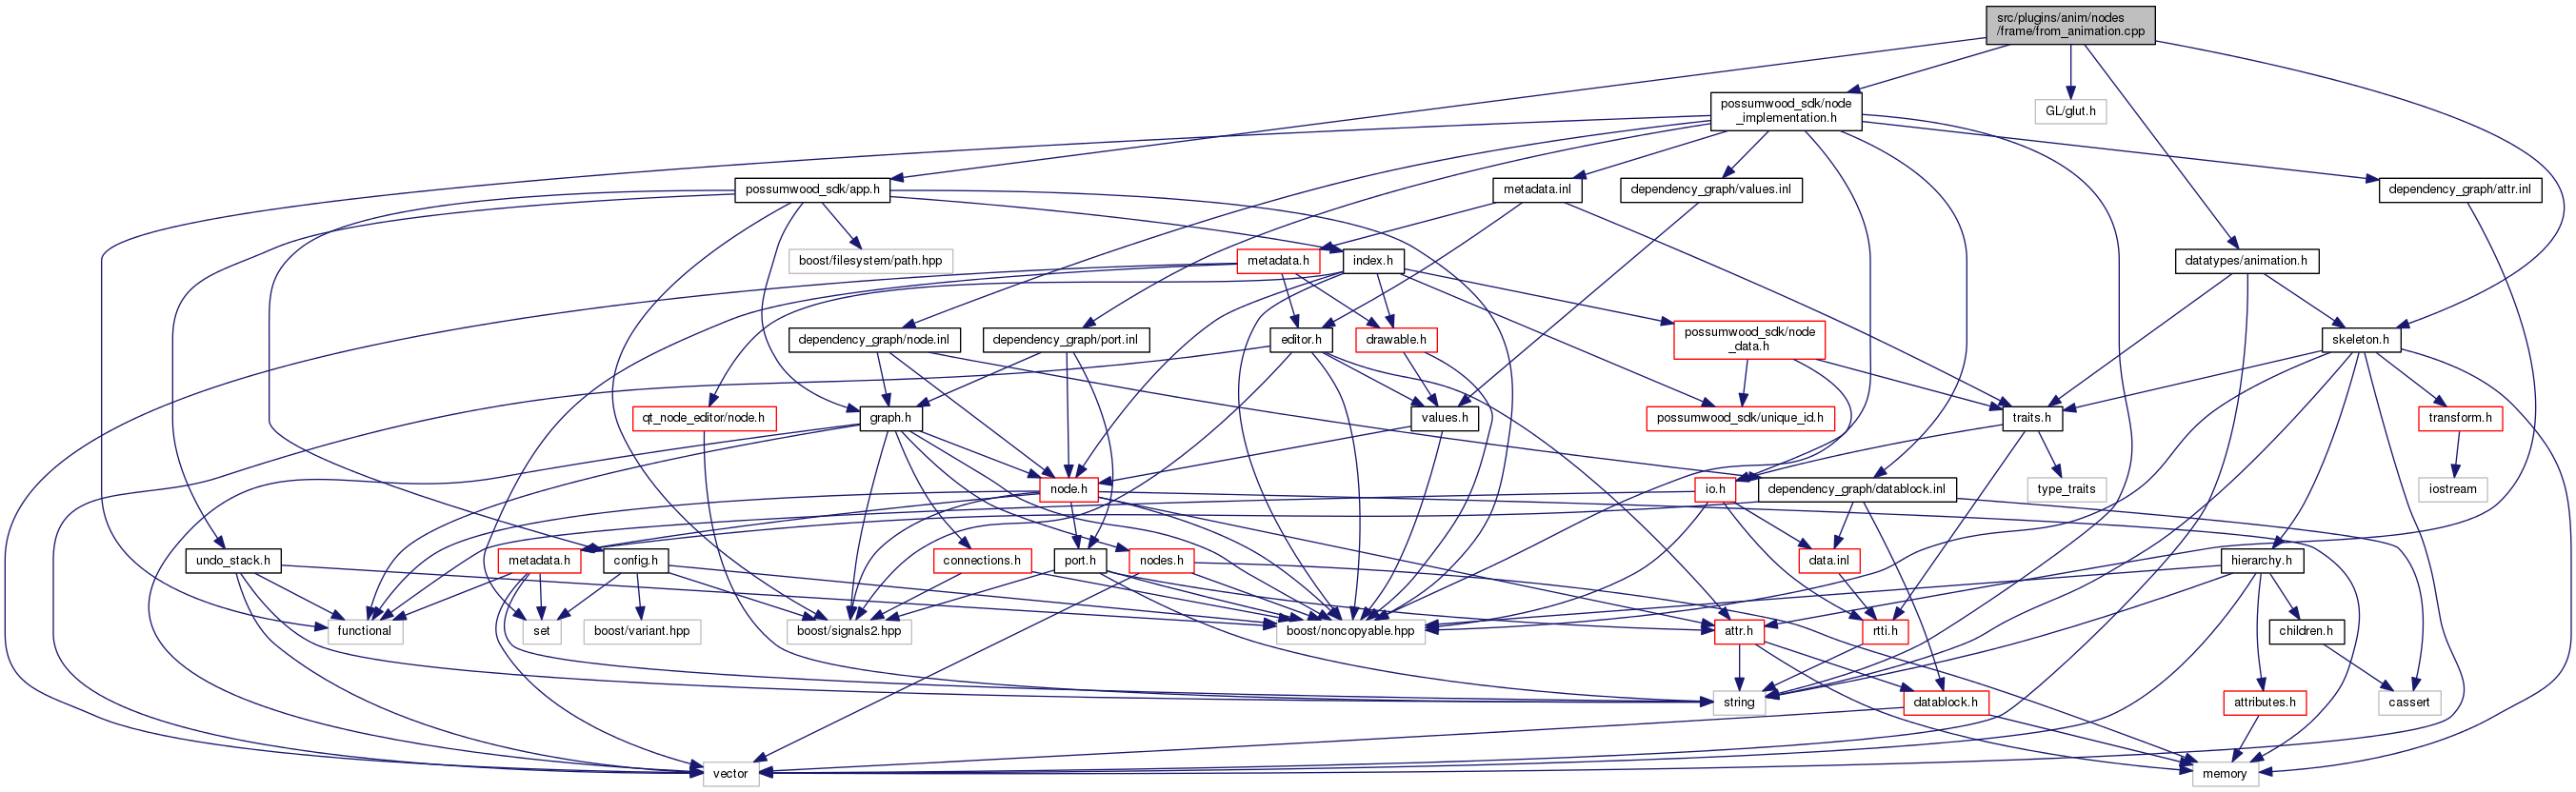 src/plugins/anim/nodes
/frame/from_animation.cpp
possumwood_sdk/node
_implementation.h
GL/glut.h
possumwood_sdk/app.h
metadata.inl
dependency_graph/values.inl
dependency_graph/attr.inl
boost/filesystem/path.hpp
metadata.h
index.h
datatypes/animation.h
dependency_graph/node.inl
dependency_graph/port.inl
editor.h
drawable.h
possumwood_sdk/node
_data.h
skeleton.h
qt_node_editor/node.h
graph.h
values.h
possumwood_sdk/unique_id.h
traits.h
transform.h
node.h
io.h
dependency_graph/datablock.inl
type_traits
iostream
undo_stack.h
metadata.h
config.h
connections.h
port.h
nodes.h
data.inl
hierarchy.h
functional
set
boost/variant.hpp
boost/signals2.hpp
boost/noncopyable.hpp
attr.h
rtti.h
children.h
string
datablock.h
attributes.h
cassert
vector
memory